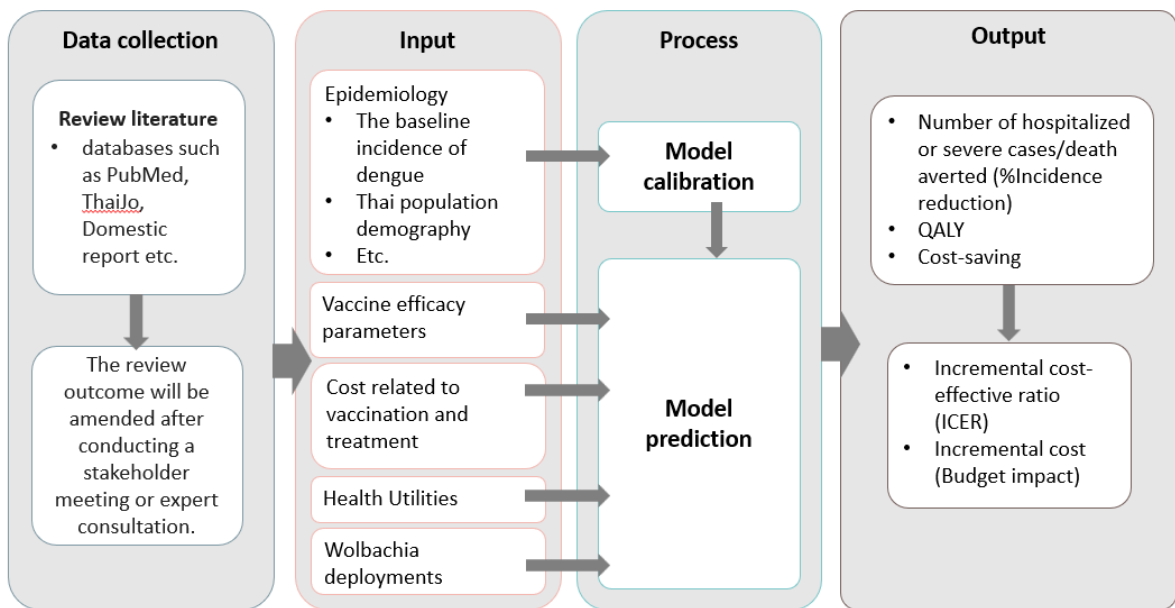 Data collection
Review literature
• databases such
as PubMed,
ThaiJo,
Domestic
report etc.
The review
outcome will be
amended after
conducting a
stakeholder
meeting or expert
consultation.
Input
Epidemiology
• The baseline
incidence of
dengue
• Thai population
demography
• Etc.
Vaccine efficacy
parameters
Cost related to
vaccination and
treatment
Health Utilities
Wolbachia
deployments
Process
Model
calibration
Model
prediction
Output
• Number of hospitalized
or severe cases/death
averted (%Incidence
reduction)
• QALY
• Cost-saving
• Incremental cost-
effective ratio
(ICER)
• Incremental cost
(Budget impact)